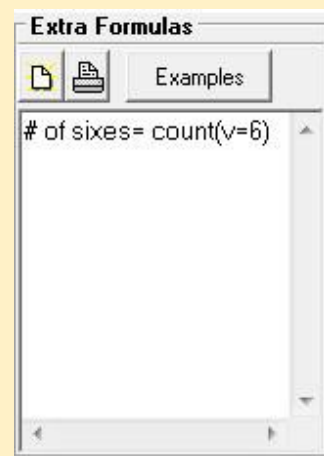 Extra Formulas
Examples
# of sixes= count(v=6)